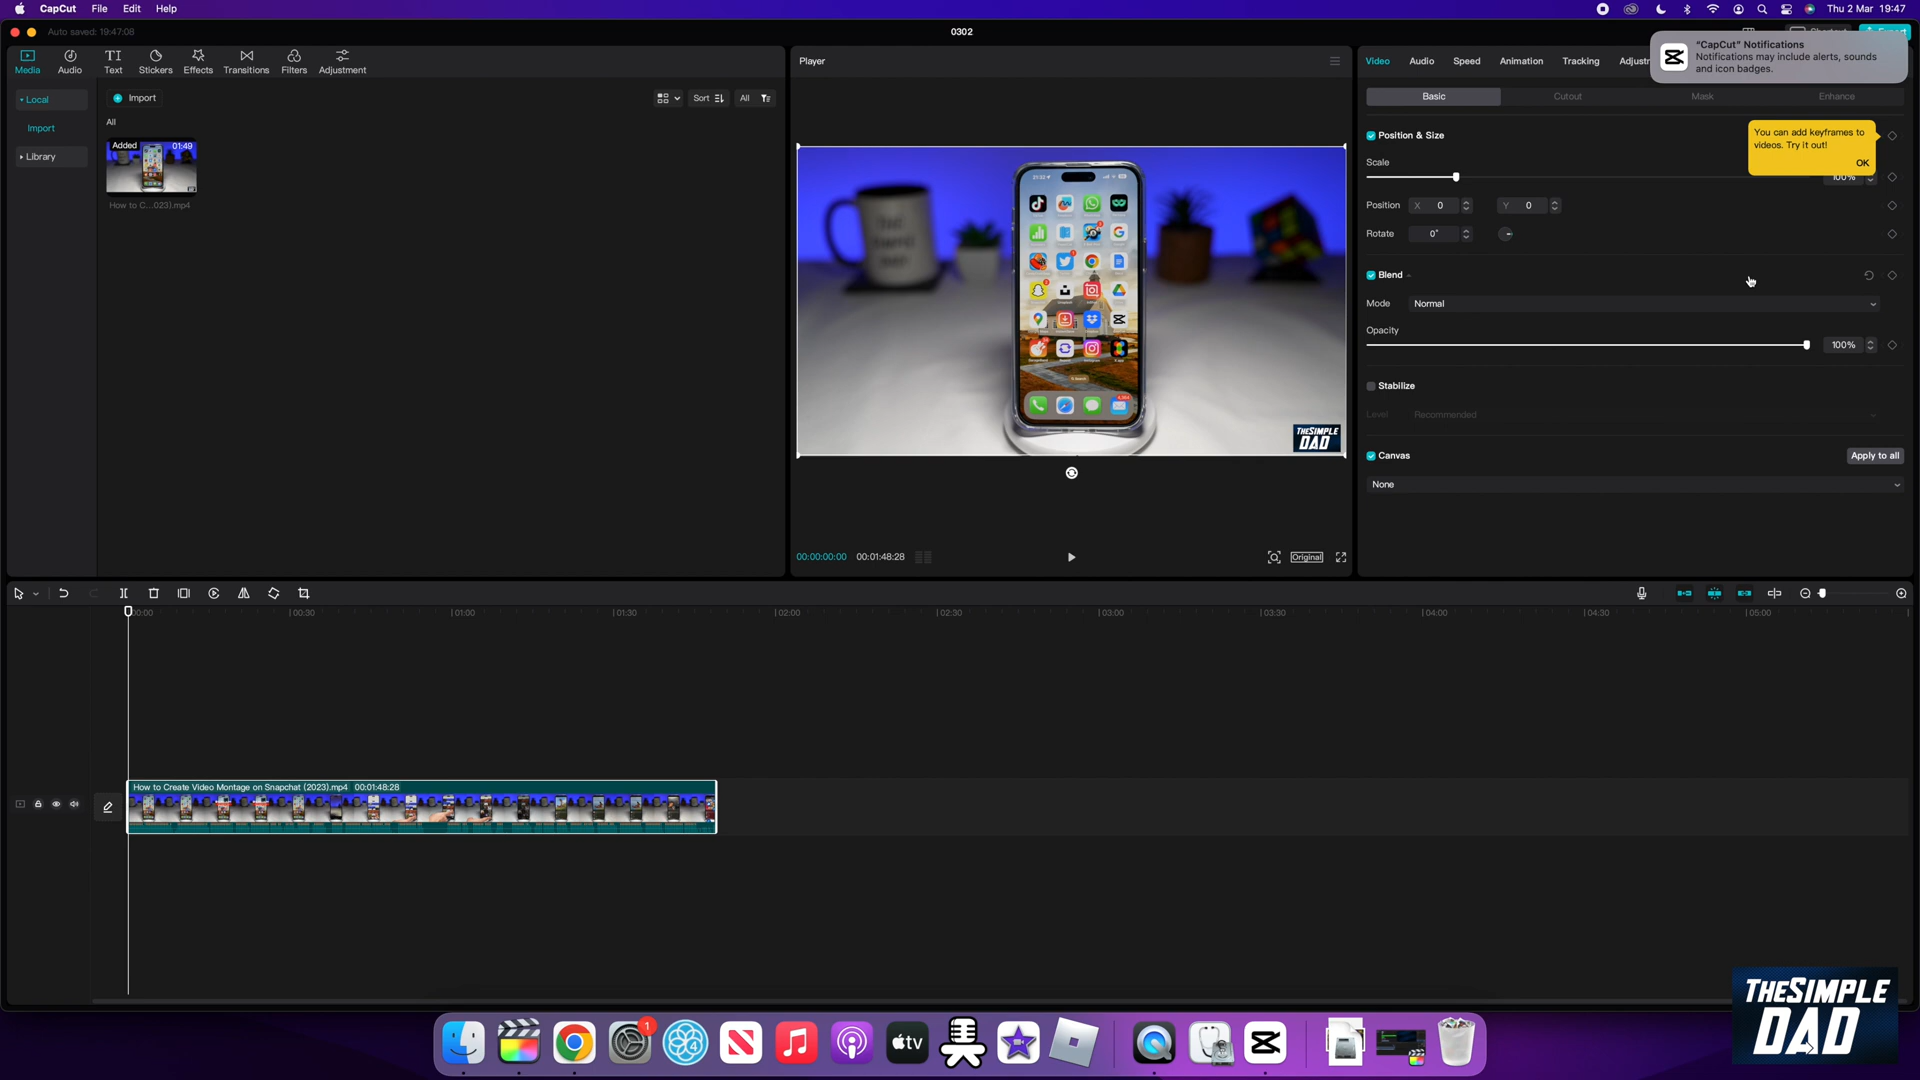 CapCut File Edit Help
Thu 2 Mar 19:47
Auto saved: 19:47:08
0302
"CapCut" Notifications
Notifications may include alerts, sounds
and icon badges.
Media Audio Text Stickers Effects Transitions Filters Adjustment
Local
Import
Library
Import
Sort
All
All
Added 01:49
How to C...023).mp4
Player
THESIMPLE
DAD
00:00:00:00 00:01:48:28
Original
Video Audio Speed Animation Tracking
Basic Cutout Mask Enhance
Position & Size
You can add keyframes to
videos. Try it out!
OK
Scale
100%
Position X 0 Y 0
Rotate 0°
Blend
Mode Normal
Opacity
100%
Stabilize
Level Recommended
Canvas
Apply to all
None
00:00 00:30 01:00 01:30 02:00 02:30 03:00 03:30 04:00 04:30 05:00
How to Create Video Montage on Snapchat (2023).mp4 00:01:48:28
1
tv
THESIMPLE
DAD